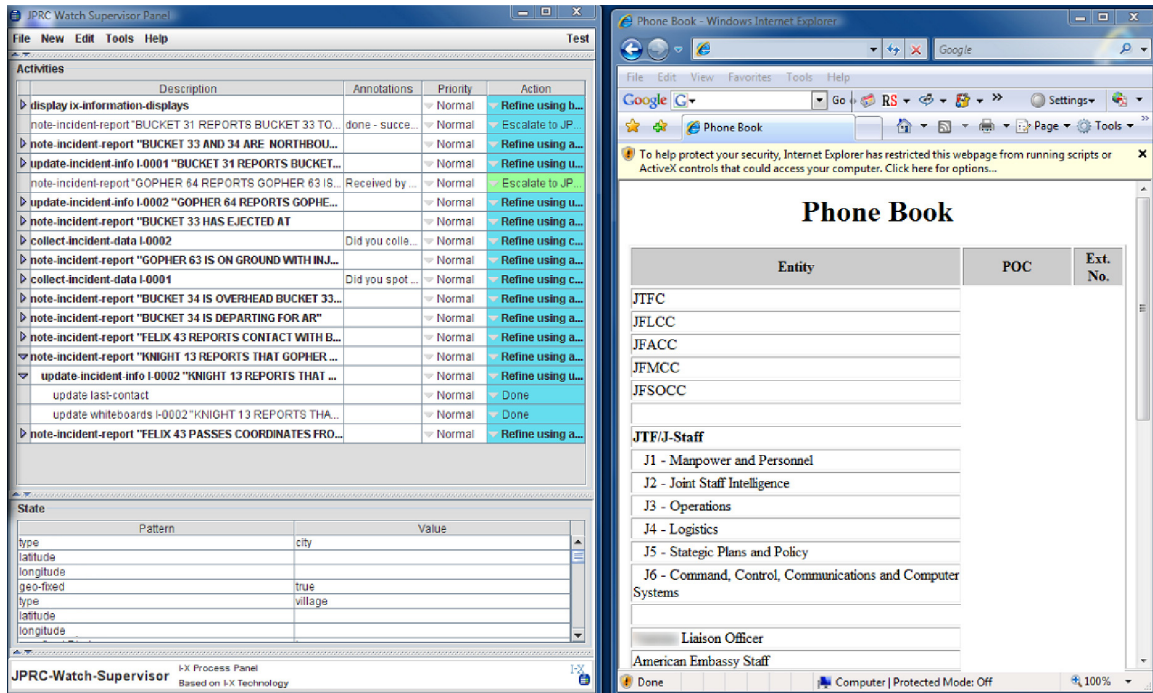 JPRC Watch Supervisor Panel
File New Edit Tools Help Test
Activities
Description Annotations Priority Action
display ix-information-displays Normal Refine using b...
note-incident-report "BUCKET 31 REPORTS BUCKET 33 TO... done - succe... Normal Escalate to JP...
note-incident-report "BUCKET 33 AND 34 ARE NORTHBOU... Normal Refine using a...
update-incident-info I-0001 "BUCKET 31 REPORTS BUCKET... Normal Refine using u...
note-incident-report "GOPHER 64 REPORTS GOPHER 63 IS... Received by ... Normal Escalate to JP...
update-incident-info I-0002 "GOPHER 64 REPORTS GOPHE... Normal Refine using u...
note-incident-report "BUCKET 33 HAS EJECTED AT Normal Refine using a...
collect-incident-data I-0002 Did you colle... Normal Refine using c...
note-incident-report "GOPHER 63 IS ON GROUND WITH INJ... Normal Refine using a...
collect-incident-data I-0001 Did you spot ... Normal Refine using c...
note-incident-report "BUCKET 34 IS OVERHEAD BUCKET 33... Normal Refine using a...
note-incident-report "BUCKET 34 IS DEPARTING FOR AR" Normal Refine using a...
note-incident-report "FELIX 43 REPORTS CONTACT WITH B... Normal Refine using a...
note-incident-report "KNIGHT 13 REPORTS THAT GOPHER ... Normal Refine using a...
update-incident-info I-0002 "KNIGHT 13 REPORTS THAT ... Normal Refine using u...
update last-contact Normal Done
update whiteboards I-0002 "KNIGHT 13 REPORTS THA... Normal Done
note-incident-report "FELIX 43 PASSES COORDINATES FRO... Normal Refine using a...
State
Pattern Value
type city
latitude
longitude
geo-fixed true
type village
latitude
longitude
JPRC-Watch-Supervisor
I-X Process Panel
Based on I-X Technology
I-X
Phone Book - Windows Internet Explorer
Google
File Edit View Favorites Tools Help
Google G Go RS Settings
Phone Book Page Tools
To help protect your security, Internet Explorer has restricted this webpage from running scripts or
ActiveX controls that could access your computer. Click here for options...
Phone Book
Entity POC Ext. No.
JTFC
JFLCC
JFACC
JFMCC
JFSOCC
JTF/J-Staff
J1 - Manpower and Personnel
J2 - Joint Staff Intelligence
J3 - Operations
J4 - Logistics
J5 - Stategic Plans and Policy
J6 - Command, Control, Communications and Computer
Systems
Liaison Officer
American Embassy Staff
Done Computer | Protected Mode: Off 100%